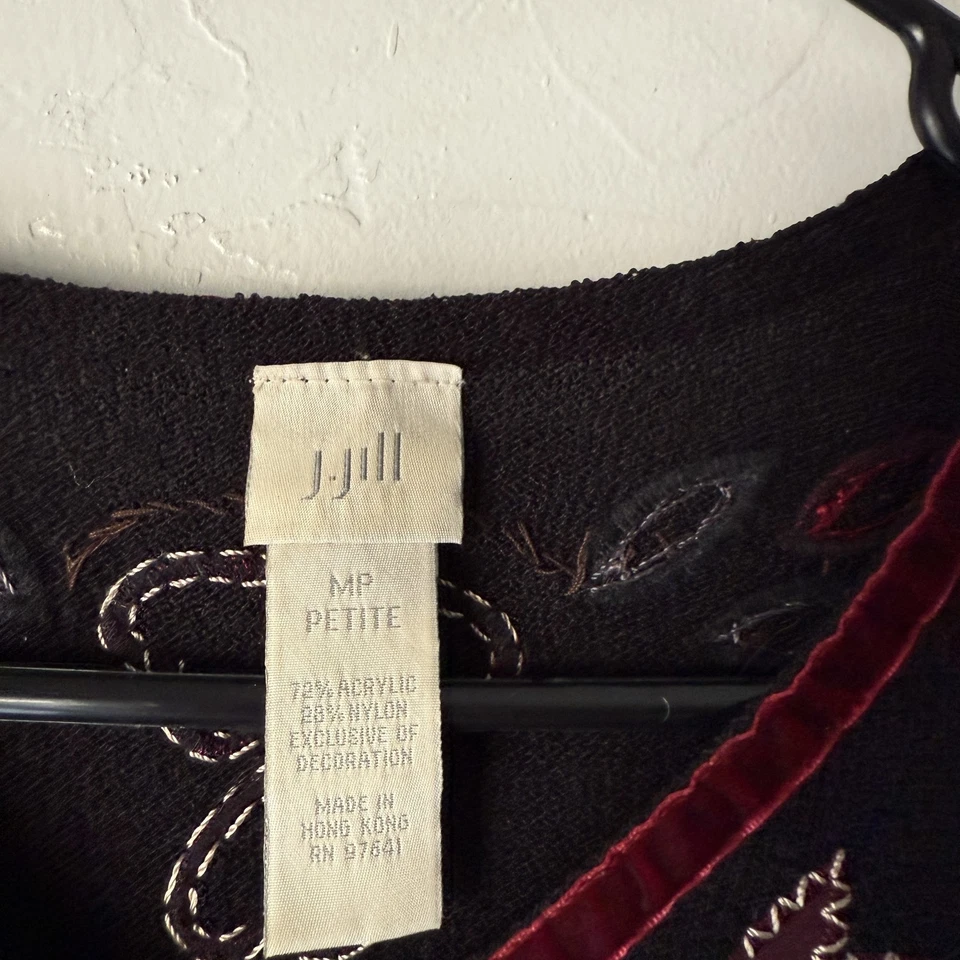 J.Jill
MP
PETITE
72% ACRYLIC
28% NYLON
EXCLUSIVE OF
DECORATION
MADE IN
HONG KONG
RN 97641